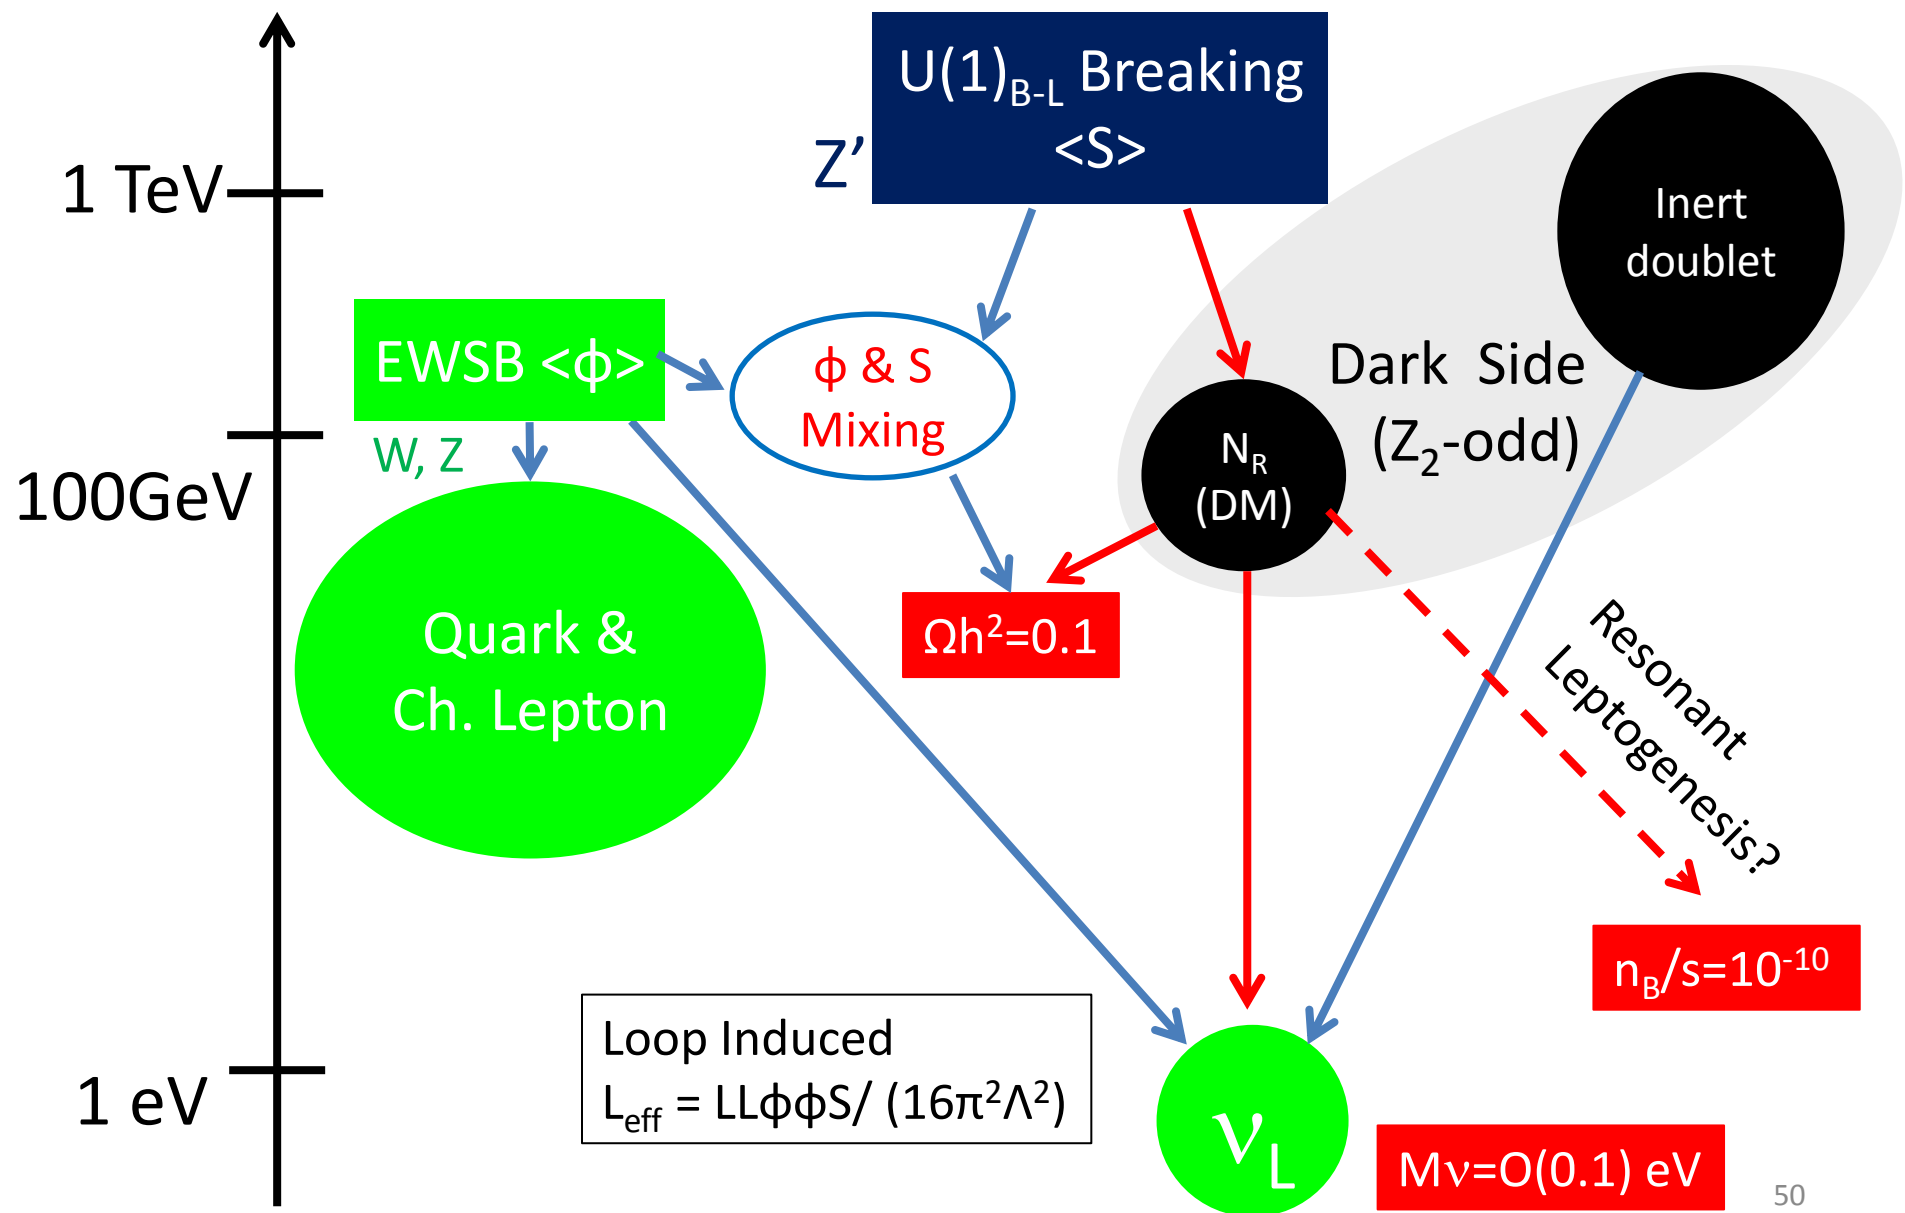 U(1)B-L Breaking
<S>
Z’
1 TeV
Inert
doublet
EWSB <ϕ>
ϕ & S
Mixing
Dark Side
(Z2-odd)
W, Z
100GeV
NR
(DM)
Quark &
Ch. Lepton
Ωh²=0.1
Resonant
Leptogenesis?
nB/s=10⁻¹⁰
Loop Induced
Leff = LLϕϕS/ (16π²Λ²)
1 eV
νL
Mν=O(0.1) eV
50